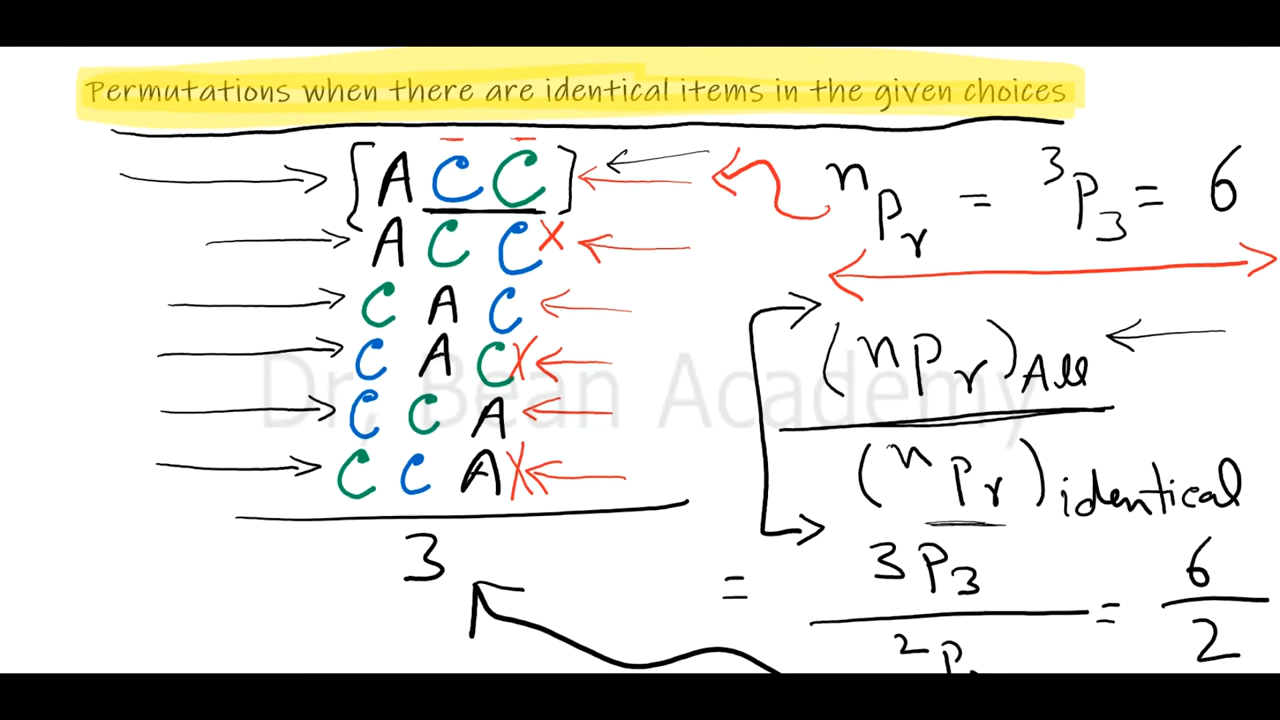 Permutations when there are identical items in the given choices
[A C C]
A C C X
C A C
C A C X
C C A
C C A X
3
nPr = 3P3 = 6
(nPr)All
(nPr)identical
= 3P3 = 6
2P 2
Dr, Bean Academy